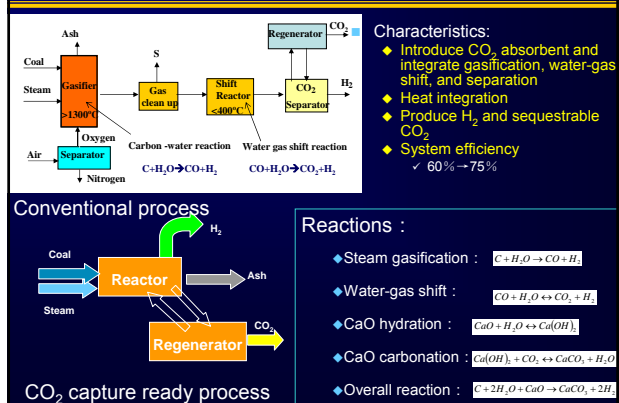 Ash
Coal
Steam
Gasifier
>1300℃
Oxygen
Air
Separator
Nitrogen
S
Gas
clean up
Shift
Reactor
<400℃
Regenerator
CO₂
CO₂
Separator
H₂
Carbon -water reaction
Water gas shift reaction
C+H₂O➔CO+H₂
CO+H₂O➔CO₂+H₂
Conventional process
Characteristics:
Introduce CO₂ absorbent and
integrate gasification, water-gas
shift, and separation
Heat integration
Produce H₂ and sequestrable
CO₂
System efficiency
✓ 60%→75%
H₂
Coal
Steam
Reactor
Ash
Regenerator
CO₂
CO₂ capture ready process
Reactions :
Steam gasification : C + H₂O → CO + H₂
Water-gas shift : CO + H₂O ↔ CO₂ + H₂
CaO hydration : CaO + H₂O ↔ Ca(OH)₂
CaO carbonation : Ca(OH)₂ + CO₂ ↔ CaCO₃ + H₂O
Overall reaction : C + 2H₂O + CaO → CaCO₃ + 2H₂